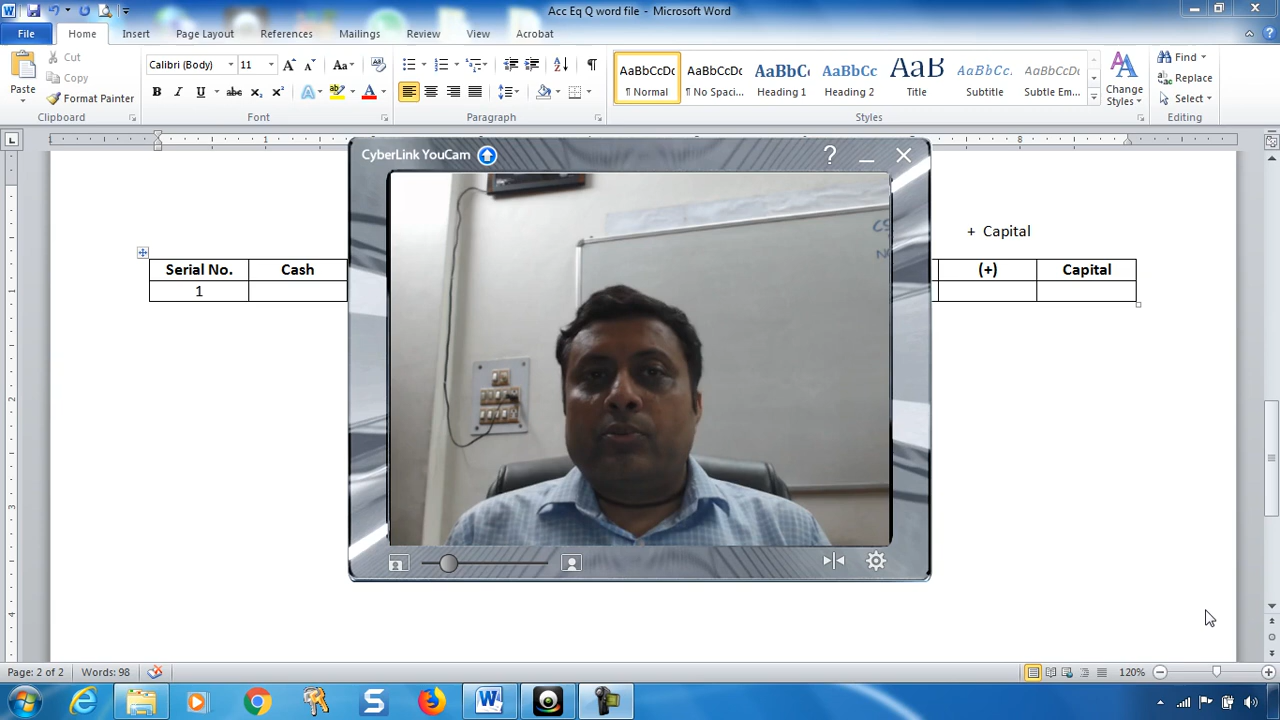 Acc Eq Q word file - Microsoft Word
File Home Insert Page Layout References Mailings Review View Acrobat
Paste
Cut
Copy
Format Painter
Clipboard
Calibri (Body) 11
Font
Paragraph
AaBbCcDc AaBbCcDc AaBbCc AaBbCc AaB AaBbCc. AaBbCcDc
¶ Normal ¶ No Spaci... Heading 1 Heading 2 Title Subtitle Subtle Em...
Change Styles
Styles
Find
Replace
Select
Editing
CyberLink YouCam
+ Capital
Serial No. Cash (+) Capital
1
CS
Page: 2 of 2 Words: 98 120%